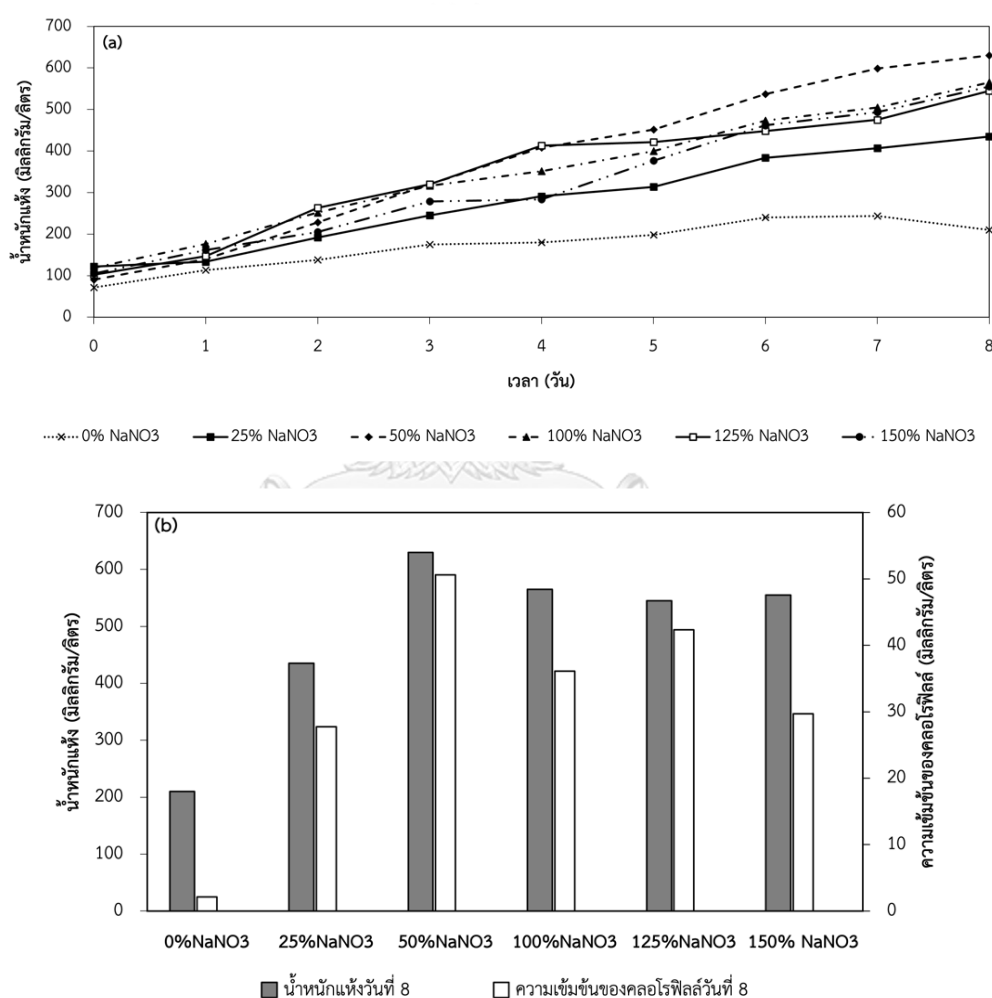 (a)
700
600
500
400
300
200
100
0
น้ำหนักแห้ง (มิลลิกรัม/ลิตร)
0 1 2 3 4 5 6 7 8
เวลา (วัน)
0% NaNO3 25% NaNO3 50% NaNO3 100% NaNO3 125% NaNO3 150% NaNO3
(b)
700
600
500
400
300
200
100
0
น้ำหนักแห้ง (มิลลิกรัม/ลิตร)
60
50
40
30
20
10
0
ความเข้มข้นของคลอโรฟิลล์ (มิลลิกรัม/ลิตร)
0%NaNO3 25%NaNO3 50%NaNO3 100%NaNO3 125%NaNO3 150% NaNO3
น้ำหนักแห้งวันที่ 8 ความเข้มข้นของคลอโรฟิลล์วันที่ 8